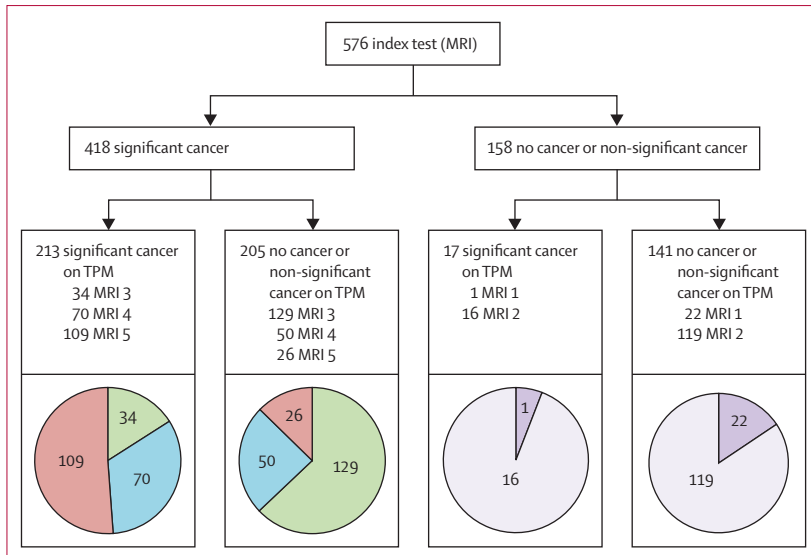 576 index test (MRI)
418 significant cancer
158 no cancer or non-significant cancer
213 significant cancer
on TPM
34 MRI 3
70 MRI 4
109 MRI 5
205 no cancer or
non-significant
cancer on TPM
129 MRI 3
50 MRI 4
26 MRI 5
17 significant cancer
on TPM
1 MRI 1
16 MRI 2
141 no cancer or
non-significant
cancer on TPM
22 MRI 1
119 MRI 2
34
109
70
26
50
129
1
16
22
119